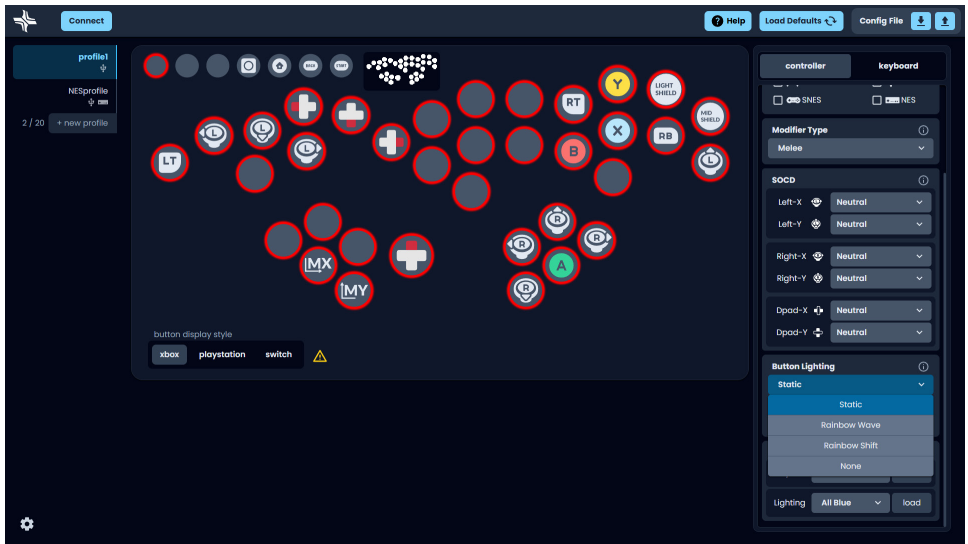 Connect
Help
Load Defaults
Config File
profile1
NESprofile
2 / 20
+ new profile
BACK
START
LT
L
L
L
RT
Y
LIGHT
SHIELD
X
B
RB
MID
SHIELD
L
MX
MY
R
R
R
A
R
button display style
xbox
playstation
switch
controller
keyboard
SNES
NES
Modifier Type
Melee
SOCD
Left-X
Neutral
Left-Y
Neutral
Right-X
Neutral
Right-Y
Neutral
Dpad-X
Neutral
Dpad-Y
Neutral
Button Lighting
Static
Static
Rainbow Wave
Rainbow Shift
None
Lighting
All Blue
load